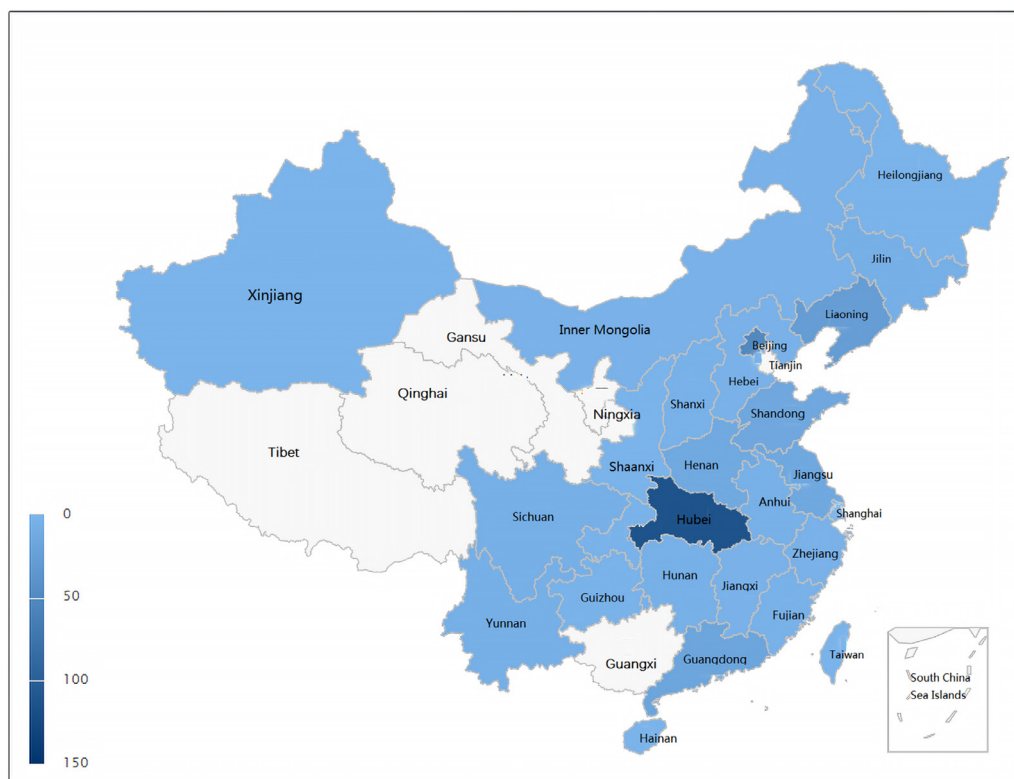 Heilongjiang
Jilin
Xinjiang
Liaoning
Inner Mongolia
Gansu
Beijing
Tianjin
Hebei
Qinghai
Shanxi
Ningxia
Shandong
Tibet
Shaanxi
Henan
Jiangsu
Anhui
Shanghai
Sichuan
Hubei
Zhejiang
Hunan
Jiangxi
Guizhou
Fujian
Yunnan
Guangxi
Guangdong
Taiwan
Hainan
South China
Sea Islands
0
50
100
150